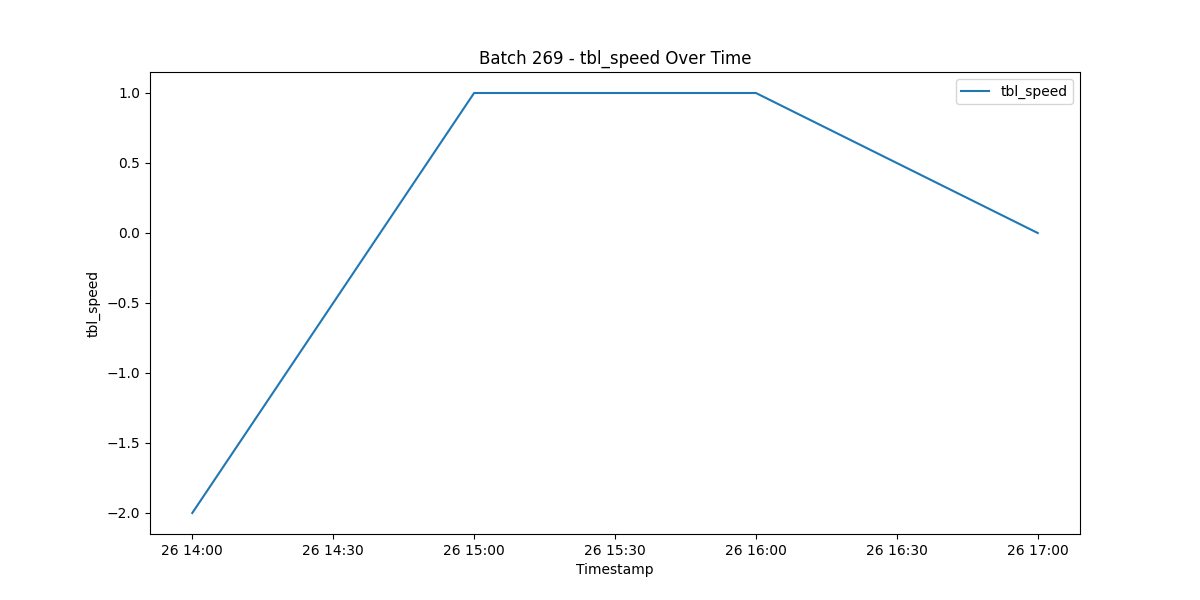 Batch 269 - tbl_speed Over Time
tbl_speed
1.0
0.5
0.0
−0.5
−1.0
−1.5
−2.0
tbl_speed
26 14:00 26 14:30 26 15:00 26 15:30 26 16:00 26 16:30 26 17:00
Timestamp